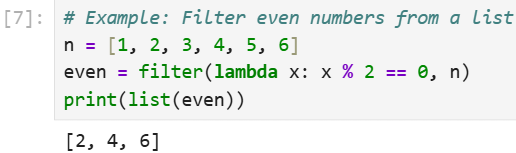 [7]: # Example: Filter even numbers from a list
n = [1, 2, 3, 4, 5, 6]
even = filter(lambda x: x % 2 == 0, n)
print(list(even))
[2, 4, 6]